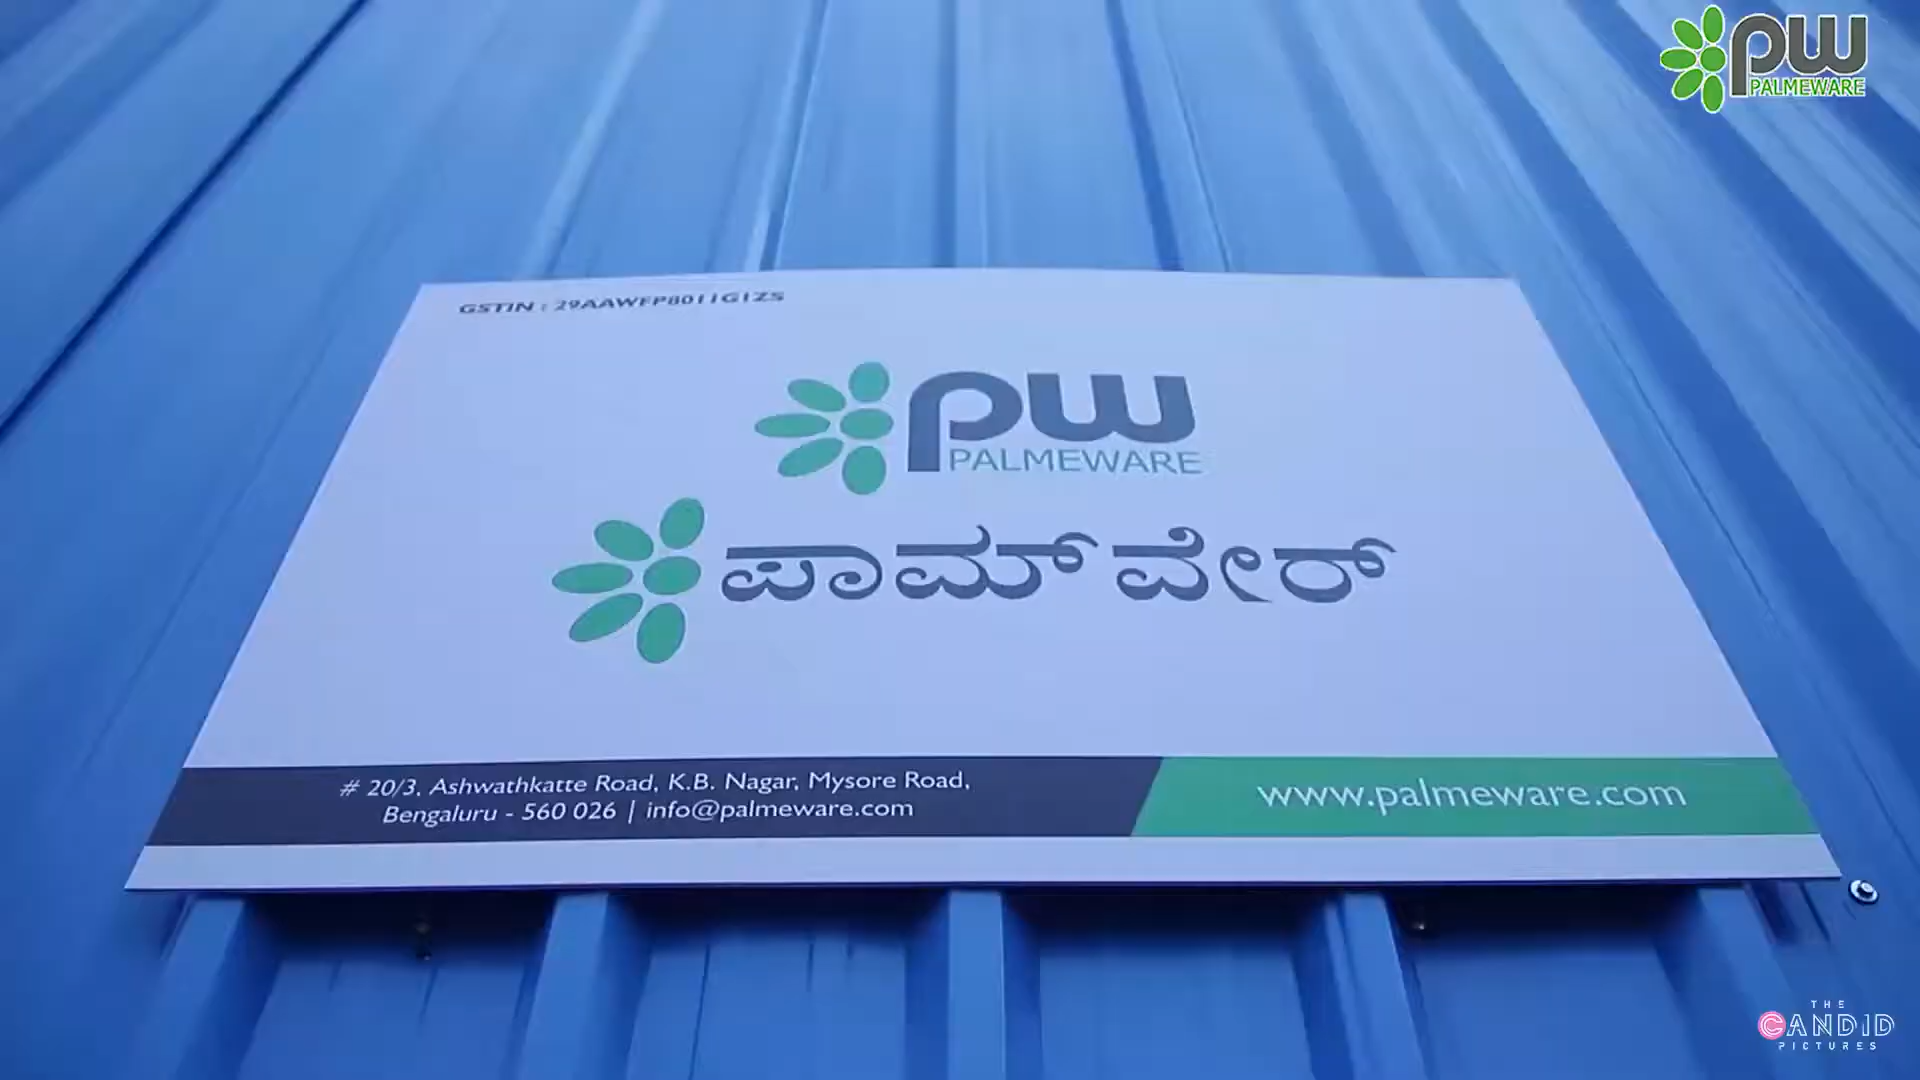 pw
PALMEWARE
GSTIN : 29AAWFP8011G1ZS
pw
PALMEWARE
ಪಾಮ್ ವೇರ್
# 20/3, Ashwathkatte Road, K.B. Nagar, Mysore Road,
Bengaluru - 560 026 | info@palmeware.com
www.palmeware.com
THE
CANDID
PICTURES